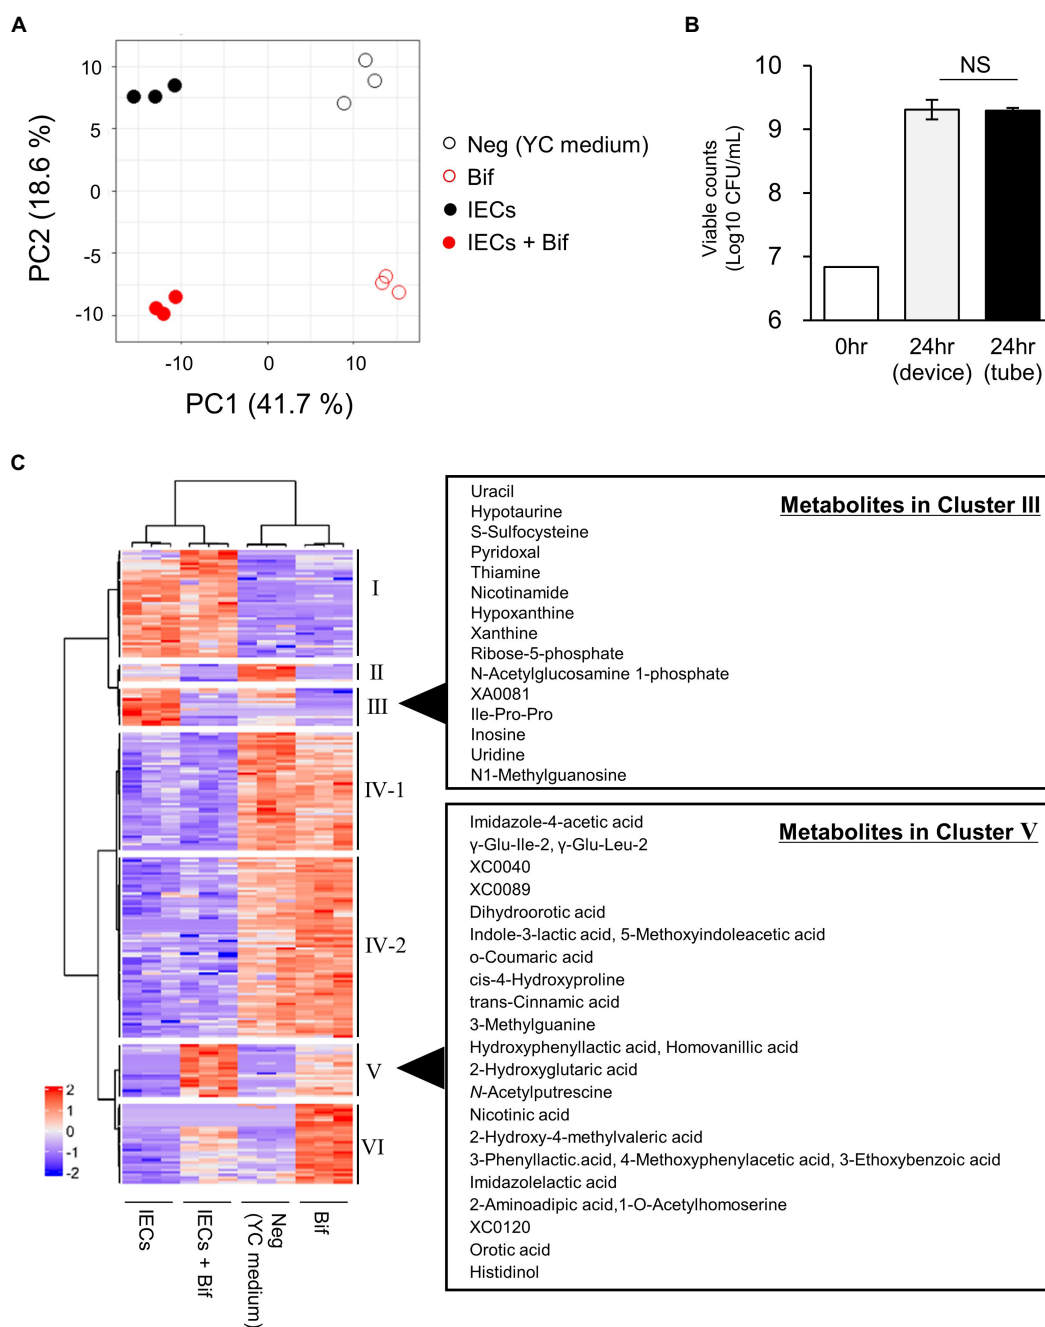 A
10
5
0
-5
-10
PC2 (18.6 %)
-10
0
10
PC1 (41.7 %)
Neg (YC medium)
Bif
IECs
IECs + Bif
B
NS
10
9
8
7
6
Viable counts
(Log10 CFU/mL)
0hr
24hr
(device)
24hr
(tube)
C
I
II
III
IV-1
IV-2
V
VI
2
1
0
-1
-2
IECs
IECs + Bif
Neg
(YC medium)
Bif
Metabolites in Cluster III
Uracil
Hypotaurine
S-Sulfocysteine
Pyridoxal
Thiamine
Nicotinamide
Hypoxanthine
Xanthine
Ribose-5-phosphate
N-Acetylglucosamine 1-phosphate
XA0081
Ile-Pro-Pro
Inosine
Uridine
N1-Methylguanosine
Metabolites in Cluster V
Imidazole-4-acetic acid
γ-Glu-Ile-2, γ-Glu-Leu-2
XC0040
XC0089
Dihydroorotic acid
Indole-3-lactic acid, 5-Methoxyindoleacetic acid
o-Coumaric acid
cis-4-Hydroxyproline
trans-Cinnamic acid
3-Methylguanine
Hydroxyphenyllactic acid, Homovanillic acid
2-Hydroxyglutaric acid
N-Acetylputrescine
Nicotinic acid
2-Hydroxy-4-methylvaleric acid
3-Phenyllactic.acid, 4-Methoxyphenylacetic acid, 3-Ethoxybenzoic acid
Imidazolelactic acid
2-Aminoadipic acid,1-O-Acetylhomoserine
XC0120
Orotic acid
Histidinol